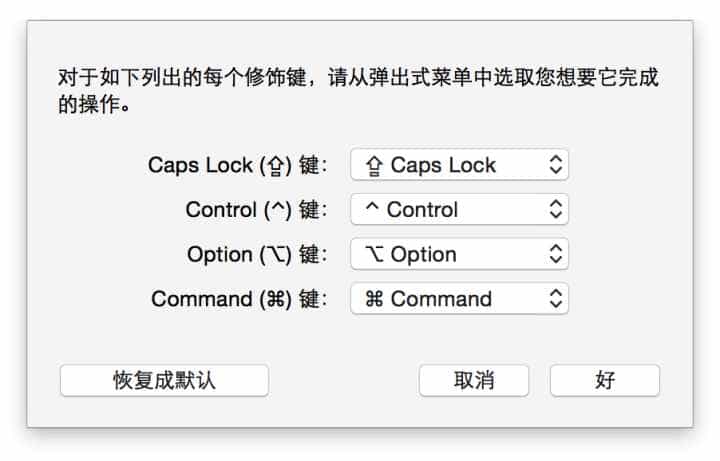 对于如下列出的每个修饰键，请从弹出式菜单中选取您想要它完成
的操作。
Caps Lock (⇪) 键： ⇪ Caps Lock
Control (^) 键： ^ Control
Option (⌥) 键： ⌥ Option
Command (⌘) 键： ⌘ Command
恢复成默认 取消 好